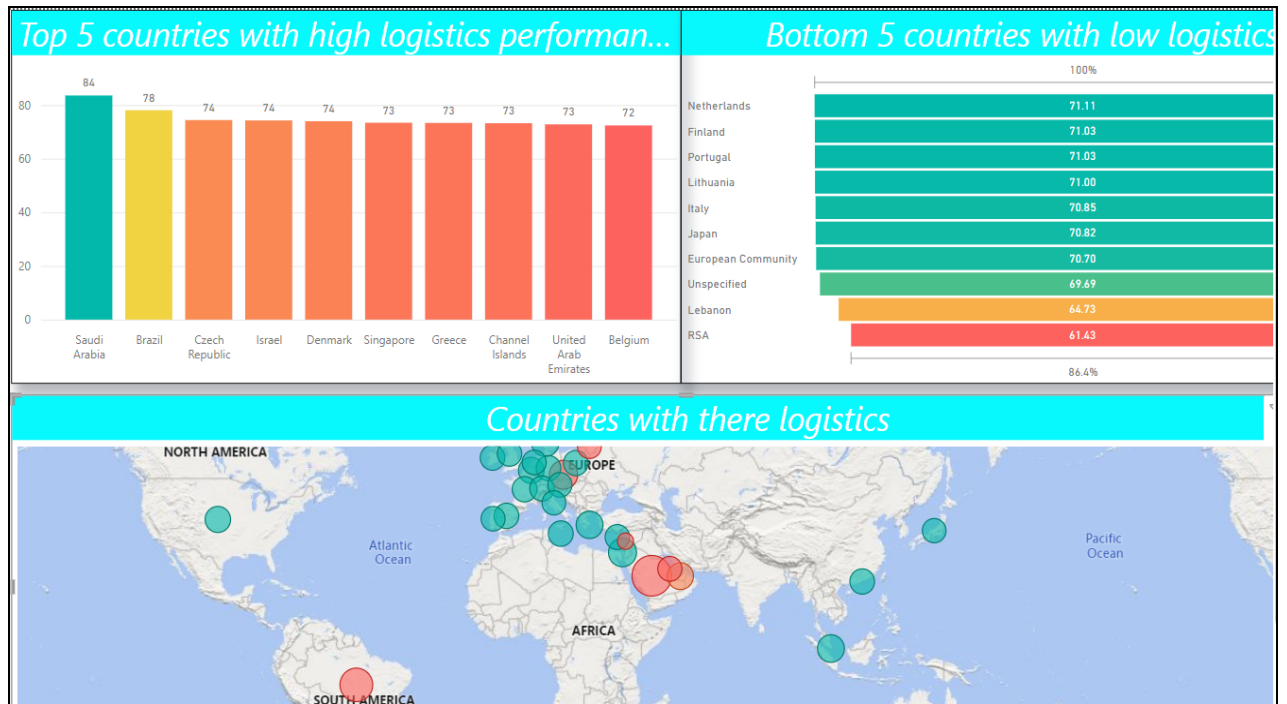 Top 5 countries with high logistics performan...
84
78
74
74
74
73
73
73
73
72
80
60
40
20
0
Saudi
Arabia
Brazil
Czech
Republic
Israel
Denmark
Singapore
Greece
Channel
Islands
United
Arab
Emirates
Belgium
Bottom 5 countries with low logistics
100%
Netherlands 71.11
Finland 71.03
Portugal 71.03
Lithuania 71.00
Italy 70.85
Japan 70.82
European Community 70.70
Unspecified 69.69
Lebanon 64.73
RSA 61.43
86.4%
Countries with there logistics
NORTH AMERICA
EUROPE
Atlantic
Ocean
Pacific
Ocean
AFRICA
SOUTH AMERICA